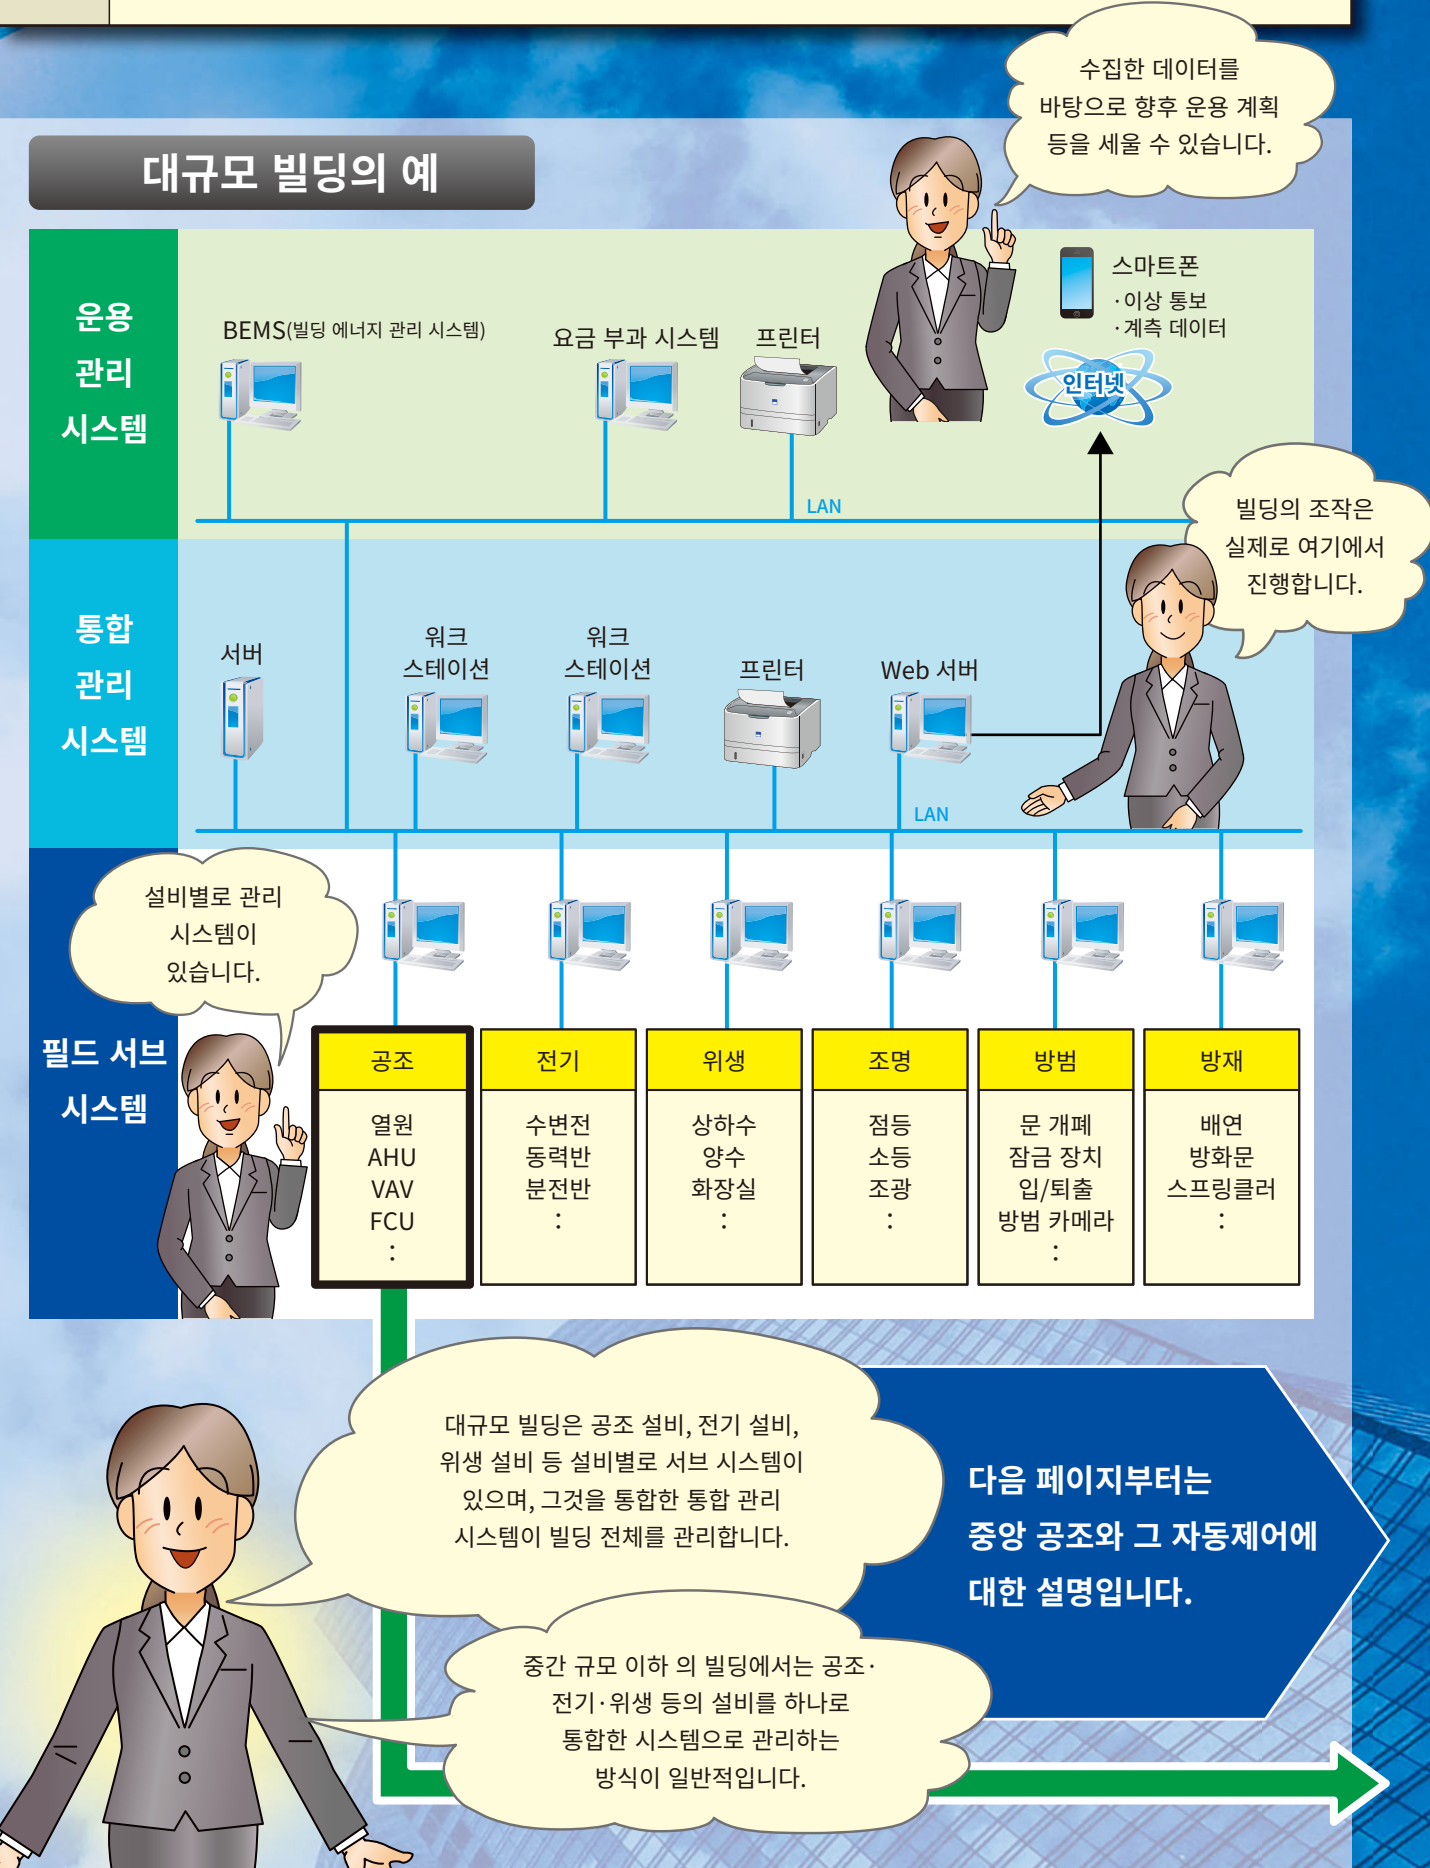 수집한 데이터를
바탕으로 향후 운용 계획
등을 세울 수 있습니다.
대규모 빌딩의 예
운용
관리
시스템
BEMS(빌딩 에너지 관리 시스템)
요금 부과 시스템
프린터
스마트폰
·이상 통보
·계측 데이터
인터넷
LAN
빌딩의 조작은
실제로 여기에서
진행합니다.
통합
관리
시스템
서버
워크
스테이션
워크
스테이션
프린터
Web 서버
LAN
설비별로 관리
시스템이
있습니다.
필드 서브
시스템
공조
열원
AHU
VAV
FCU
:
전기
수변전
동력반
분전반
:
위생
상하수
양수
화장실
:
조명
점등
소등
조광
:
방범
문 개폐
잠금 장치
입/퇴출
방범 카메라
:
방재
배연
방화문
스프링클러
:
대규모 빌딩은 공조 설비, 전기 설비,
위생 설비 등 설비별로 서브 시스템이
있으며, 그것을 통합한 통합 관리
시스템이 빌딩 전체를 관리합니다.
다음 페이지부터는
중앙 공조와 그 자동제어에
대한 설명입니다.
중간 규모 이하 의 빌딩에서는 공조·
전기·위생 등의 설비를 하나로
통합한 시스템으로 관리하는
방식이 일반적입니다.